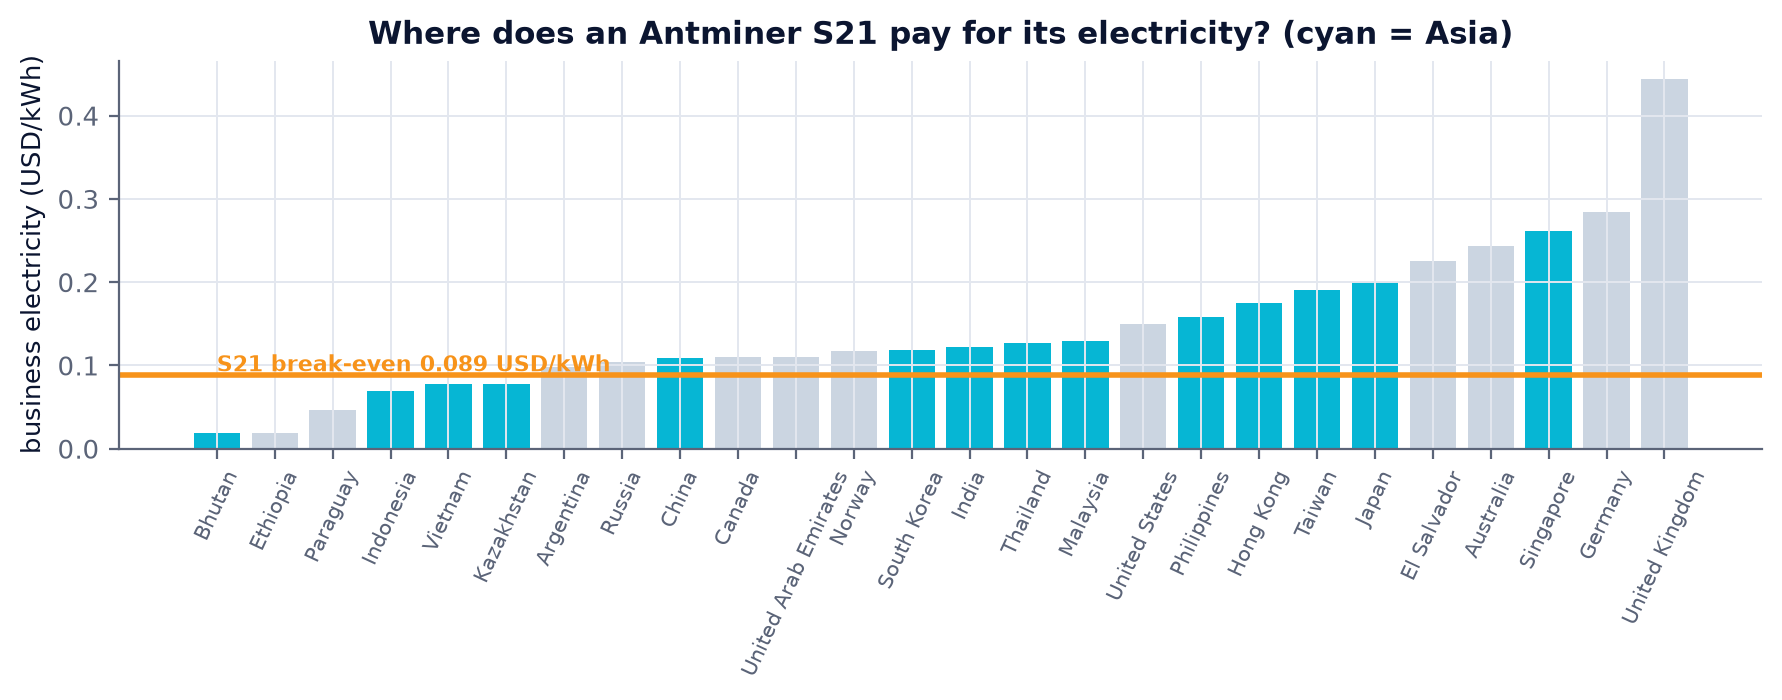 Where does an Antminer S21 pay for its electricity? (cyan = Asia)
business electricity (USD/kWh)
0.4
0.3
0.2
0.1
0.0
S21 break-even 0.089 USD/kWh
Bhutan
Ethiopia
Paraguay
Indonesia
Vietnam
Kazakhstan
Argentina
Russia
China
Canada
United Arab Emirates
Norway
South Korea
India
Thailand
Malaysia
United States
Philippines
Hong Kong
Taiwan
Japan
El Salvador
Australia
Singapore
Germany
United Kingdom